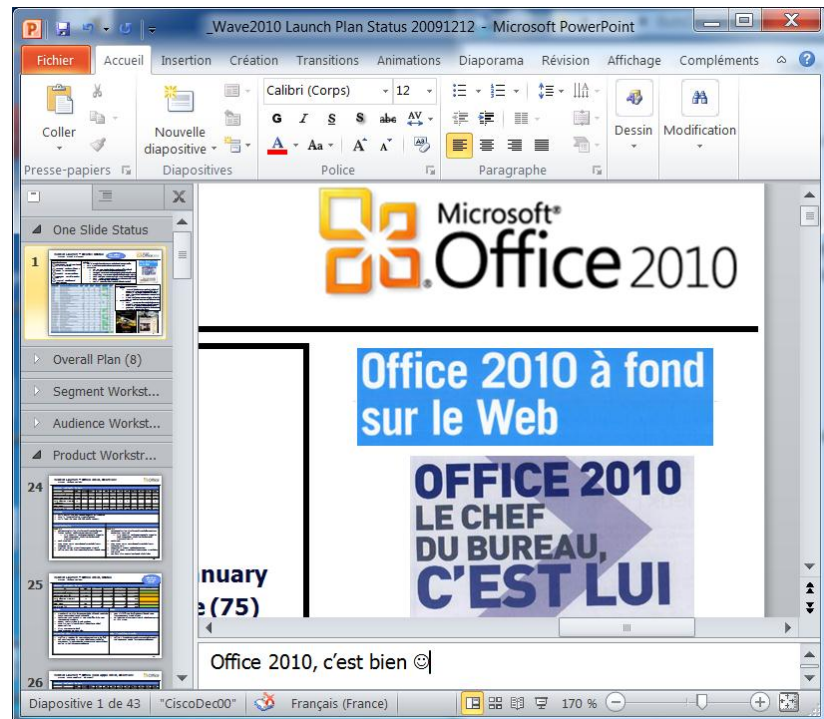 _Wave2010 Launch Plan Status 20091212 - Microsoft PowerPoint
Fichier Accueil Insertion Création Transitions Animations Diaporama Révision Affichage Compléments
Calibri (Corps) 12
G I S S abc AV
A Aa A A
Coller
Nouvelle
diapositive
Dessin Modification
Presse-papiers Diapositives Police Paragraphe
One Slide Status
1
Overall Plan (8)
Segment Workst...
Audience Workst...
Product Workstr...
24
25
26
Microsoft®
Office 2010
Office 2010 à fond
sur le Web
OFFICE 2010
LE CHEF
DU BUREAU,
C'EST LUI
nuary
(75)
Office 2010, c'est bien ☺
Diapositive 1 de 43 "CiscoDec00" Français (France) 170 %